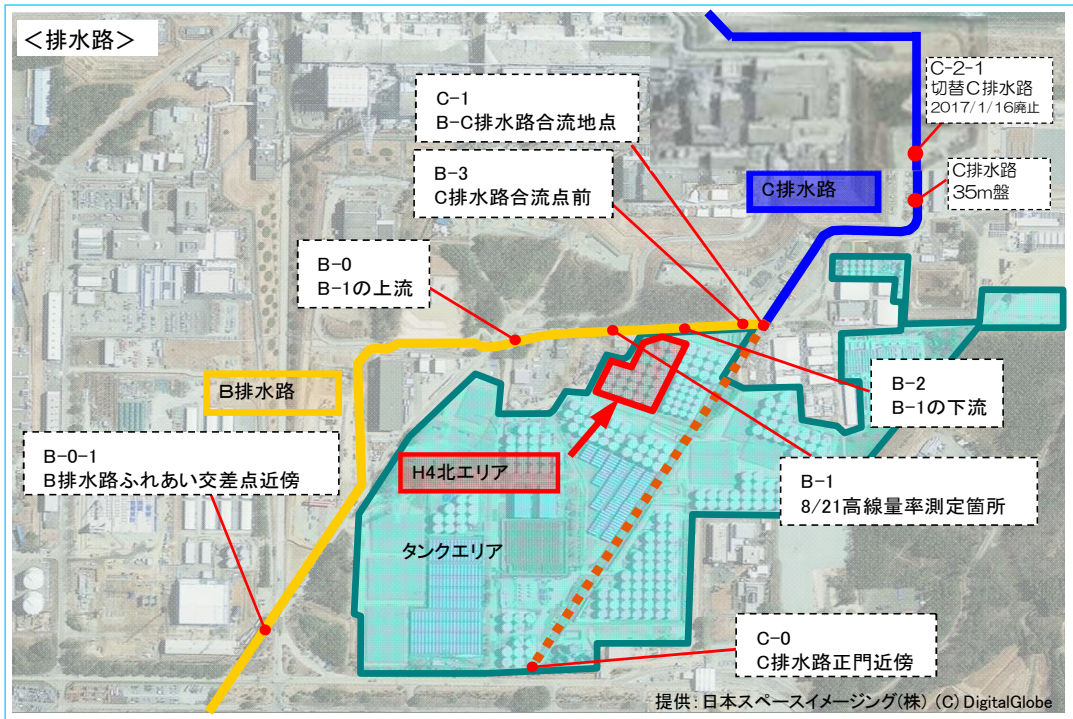 ＜排水路＞
C-2-1
切替C排水路
2017/1/16廃止
C-1
B-C排水路合流地点
B-3
C排水路合流点前
C排水路
35m盤
C排水路
B-0
B-1の上流
B排水路
B-2
B-1の下流
B-0-1
B排水路ふれあい交差点近傍
H4北エリア
B-1
8/21高線量率測定箇所
タンクエリア
C-0
C排水路正門近傍
提供：日本スペースイメージング(株) (C) DigitalGlobe